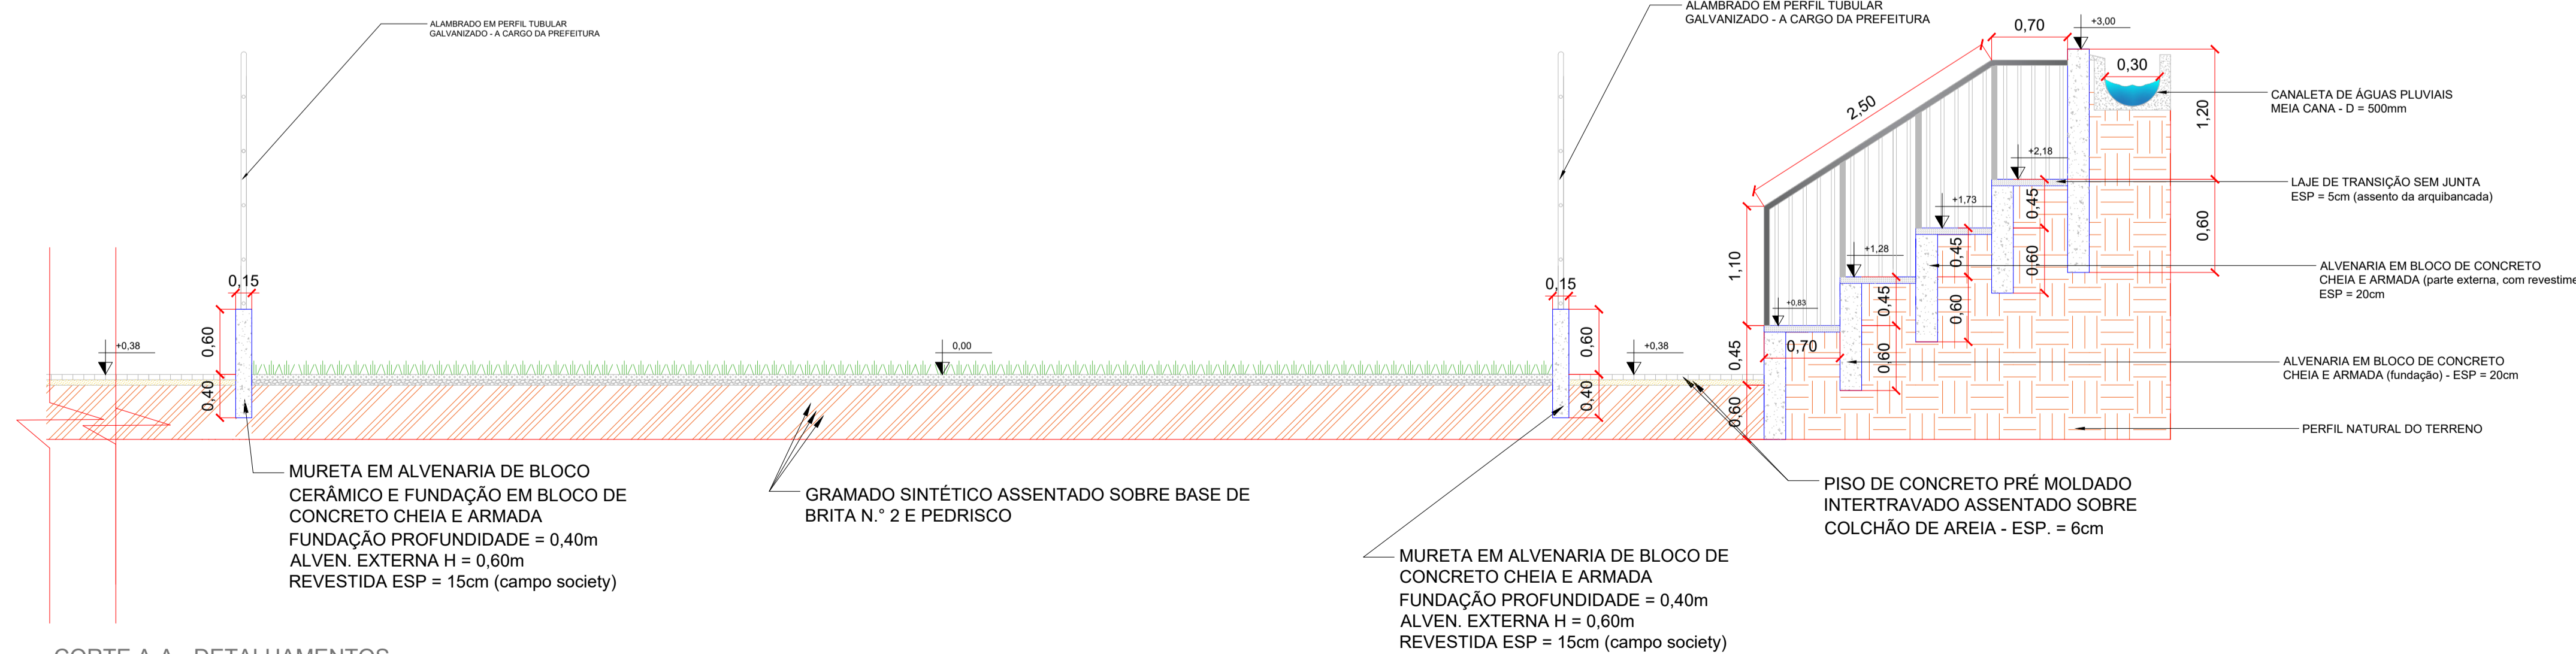 ALAMBRADO EM PERFIL TUBULAR
GALVANIZADO - A CARGO DA PREFEITURA
ALAMBRADO EM PERFIL TUBULAR
GALVANIZADO - A CARGO DA PREFEITURA
0,70
+3,00
0,30
CANALETA DE ÁGUAS PLUVIAIS
MEIA CANA - D = 500mm
2,50
1,20
+2,18
LAJE DE TRANSIÇÃO SEM JUNTA
ESP = 5cm (assento da arquibancada)
0,45
+1,73
0,60
1,10
+1,28
0,45
0,60
ALVENARIA EM BLOCO DE CONCRETO
CHEIA E ARMADA (parte externa, com
ESP = 20cm
0,15
0,15
+0,83
0,45
0,60
+0,38
0,60
0,00
0,60
+0,38
0,45
0,70
0,60
ALVENARIA EM BLOCO DE CONCRETO
CHEIA E ARMADA (fundação) - ESP = 20cm
0,40
0,40
0,60
PERFIL NATURAL DO TERRENO
MURETA EM ALVENARIA DE BLOCO
CERÂMICO E FUNDAÇÃO EM BLOCO DE
CONCRETO CHEIA E ARMADA
FUNDAÇÃO PROFUNDIDADE = 0,40m
ALVEN. EXTERNA H = 0,60m
REVESTIDA ESP = 15cm (campo society)
GRAMADO SINTÉTICO ASSENTADO SOBRE BASE DE
BRITA N.° 2 E PEDRISCO
PISO DE CONCRETO PRÉ MOLDADO
INTERTRAVADO ASSENTADO SOBRE
COLCHÃO DE AREIA - ESP. = 6cm
MURETA EM ALVENARIA DE BLOCO DE
CONCRETO CHEIA E ARMADA
FUNDAÇÃO PROFUNDIDADE = 0,40m
ALVEN. EXTERNA H = 0,60m
REVESTIDA ESP = 15cm (campo society)
CORTE A-A - DETALHAMENTOS